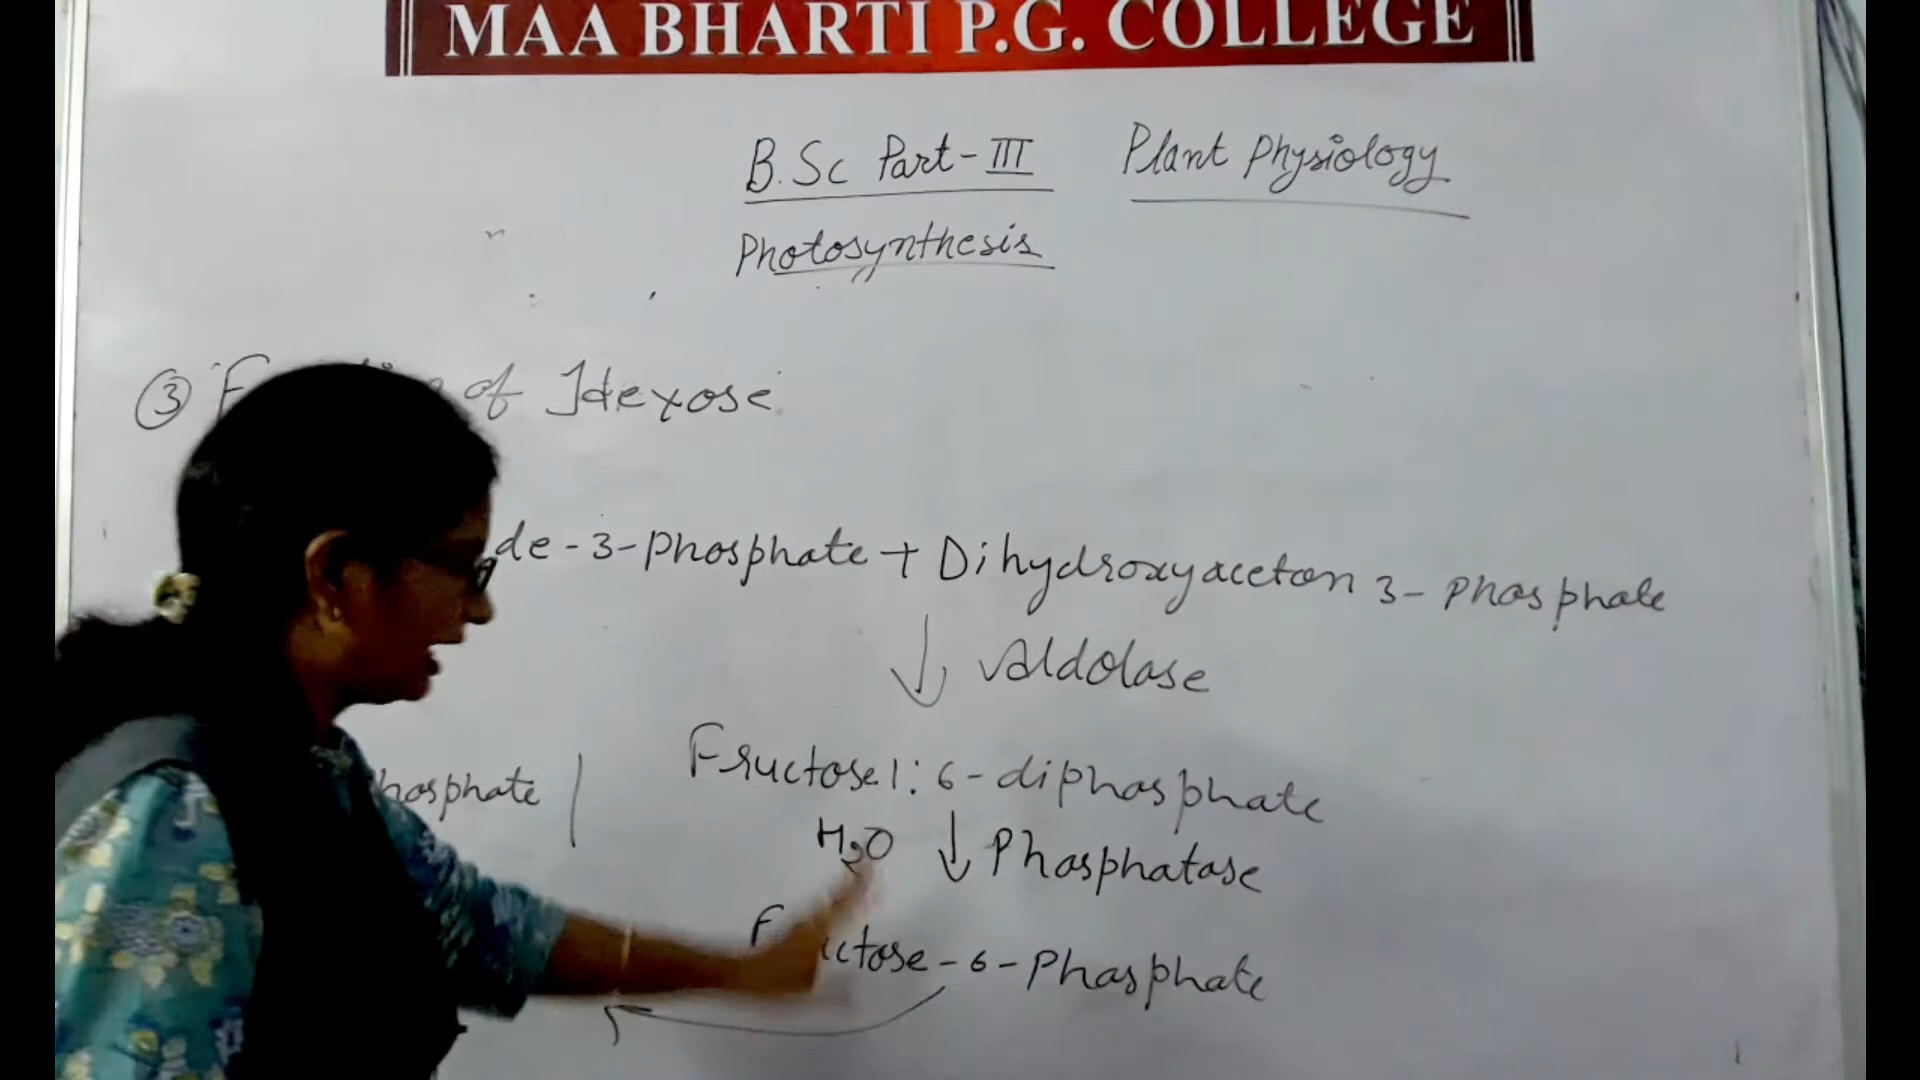 MAA BHARTI P.G. COLLEGE
B.Sc Part-III Plant Physiology
Photosynthesis
③ of Hexose
de-3-phosphate + Dihydroxyaceton 3-phosphate
↓ Aldolase
Fructose 1:6-diphosphate
hosphate |
H2O ↓ Phosphatase
Fructose-6-Phosphate